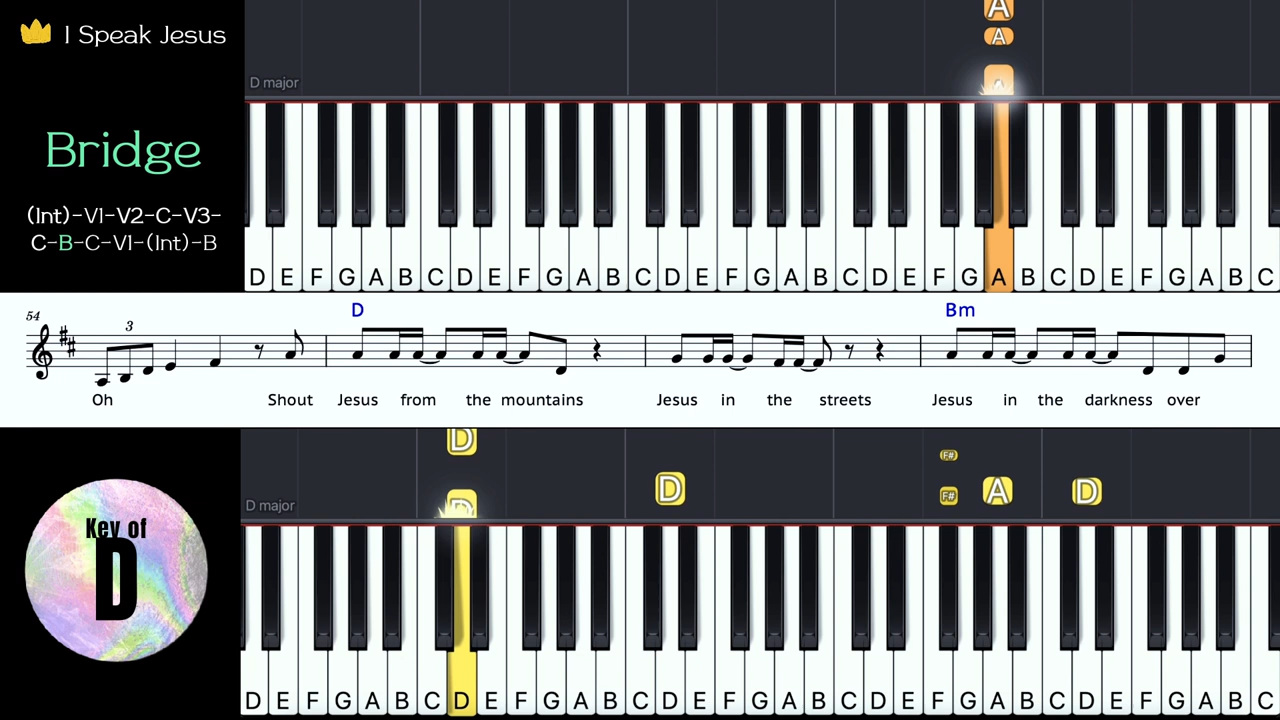 I Speak Jesus
Bridge
(Int)-V1-V2-C-V3-
C-B-C-V1-(Int)-B
A
A
A
D major
D E F G A B C D E F G A B C D E F G A B C D E F G A B C D E F G A B C
54
3
D
Bm
Oh Shout Jesus from the mountains Jesus in the streets Jesus in the darkness over
D
F#
D F# A D
D
D major
Key of
D
D E F G A B C D E F G A B C D E F G A B C D E F G A B C D E F G A B C